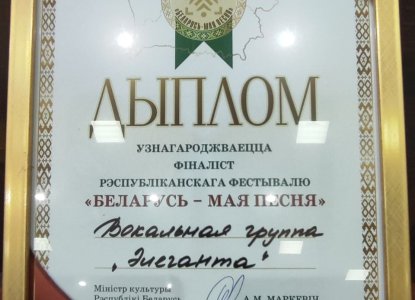 «БЕЛАРУСЬ-МАЯ ПЕСНЯ»
ДЫПЛОМ
УЗНАГАРОДЖВАЕЦЦА
ФІНАЛІСТ
РЭСПУБЛІКАНСКАГА ФЕСТЫВАЛЮ
«БЕЛАРУСЬ – МАЯ ПЕСНЯ»
Вокальная группа
„Элеганта"
Міністр культуры
Рэспублікі Беларусь А.М. МАРКЕВІЧ